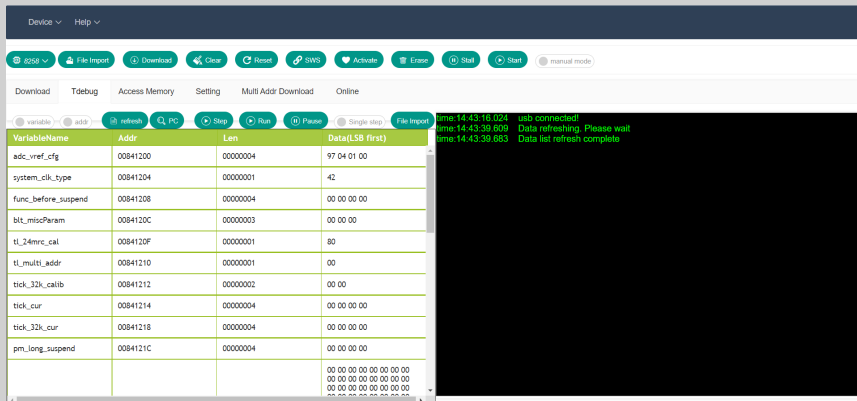 Device Help
8258 File Import Download Clear Reset SWS Activate Erase Stall Start manual mode
Download Tdebug Access Memory Setting Multi Addr Download Online
variable addr refresh PC Step Run Pause Single step File Import
time:14:43:16.024 usb connected!
time:14:43:39.609 Data refreshing. Please wait
time:14:43:39.683 Data list refresh complete
VariableName Addr Len Data(LSB first)
adc_vref_cfg 00841200 00000004 97 04 01 00
system_clk_type 00841204 00000001 42
func_before_suspend 00841208 00000004 00 00 00 00
blt_miscParam 0084120C 00000003 00 00 00
tl_24mrc_cal 0084120F 00000001 80
tl_multi_addr 00841210 00000001 00
tick_32k_calib 00841212 00000002 00 00
tick_cur 00841214 00000004 00 00 00 00
tick_32k_cur 00841218 00000004 00 00 00 00
pm_long_suspend 0084121C 00000004 00 00 00 00
00 00 00 00 00 00 00 00
00 00 00 00 00 00 00 00
00 00 00 00 00 00 00 00